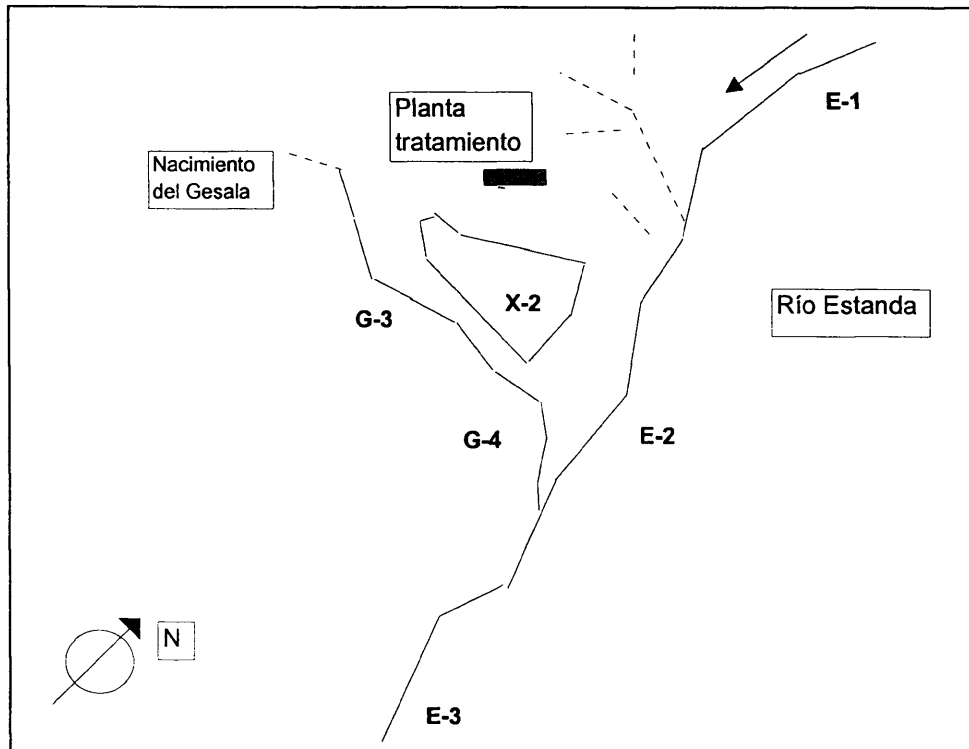 E-1
Planta
tratamiento
Nacimiento
del Gesala
X-2
Río Estanda
G-3
G-4
E-2
N
E-3